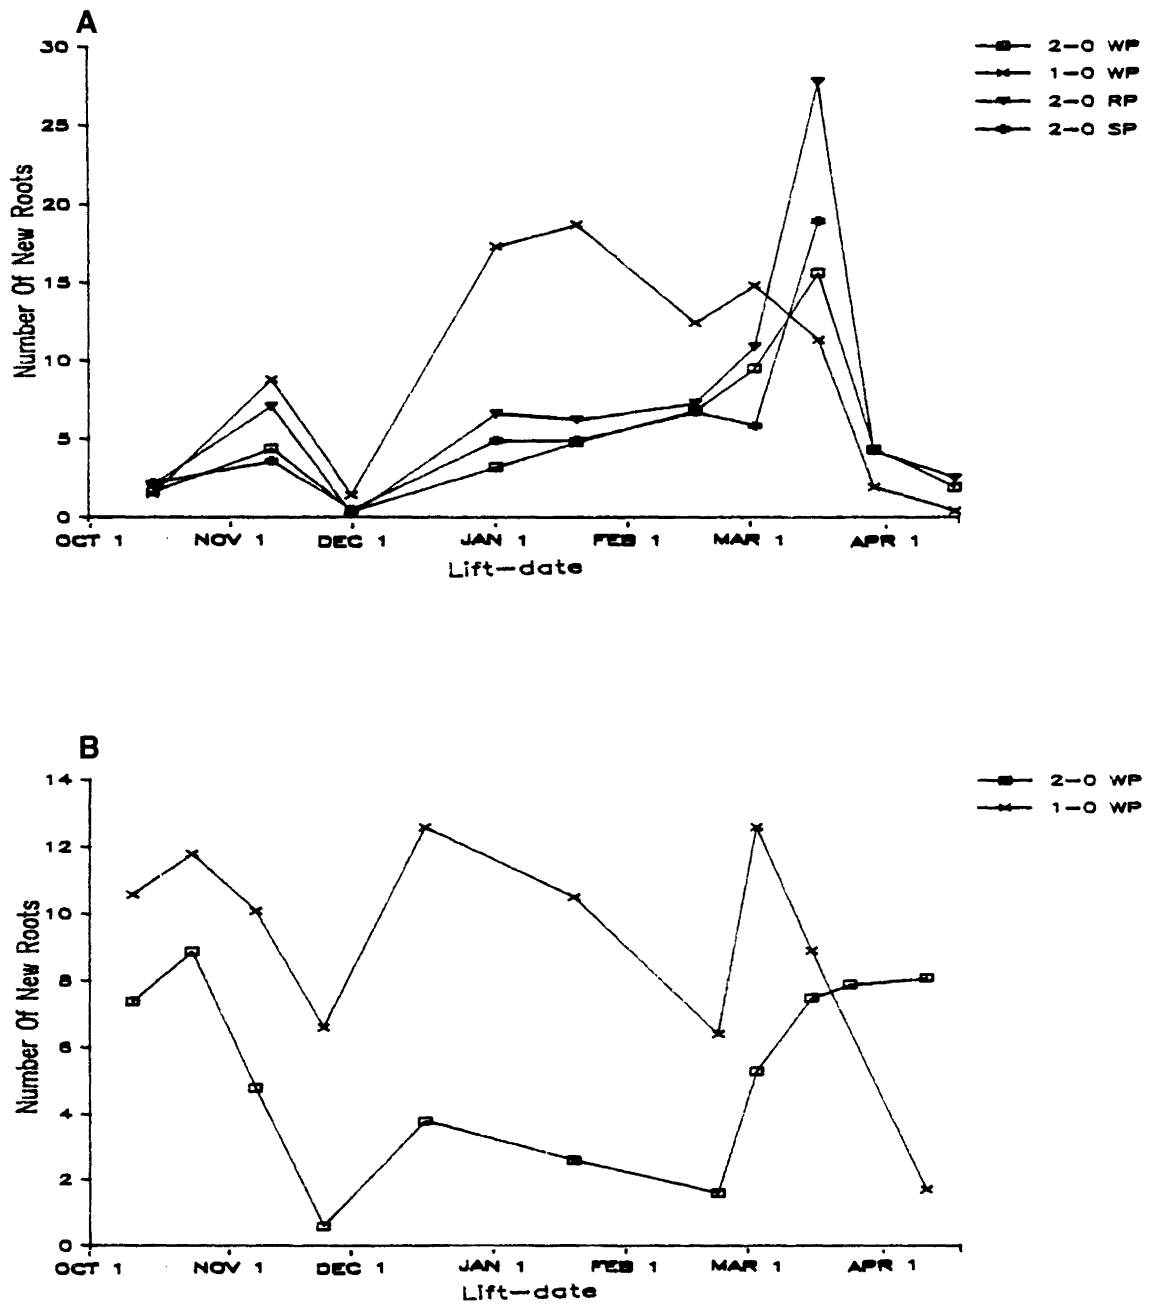 A
30
25
20
15
10
5
0
Number Of New Roots
OCT 1 NOV 1 DEC 1 JAN 1 FEB 1 MAR 1 APR 1
Lift-date
2-0 WP
1-0 WP
2-0 RP
2-0 SP
B
14
12
10
8
6
4
2
0
Number Of New Roots
OCT 1 NOV 1 DEC 1 JAN 1 FEB 1 MAR 1 APR 1
Lift-date
2-0 WP
1-0 WP